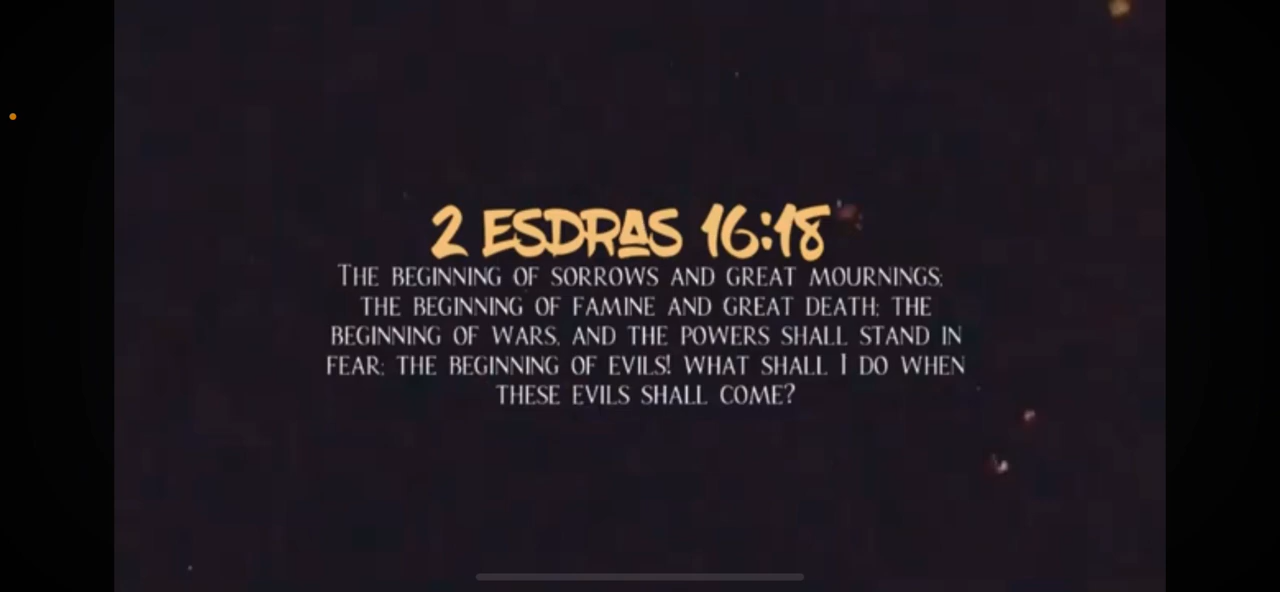 2 ESDRAS 16:18
THE BEGINNING OF SORROWS AND GREAT MOURNINGS;
THE BEGINNING OF FAMINE AND GREAT DEATH; THE
BEGINNING OF WARS, AND THE POWERS SHALL STAND IN
FEAR; THE BEGINNING OF EVILS! WHAT SHALL I DO WHEN
THESE EVILS SHALL COME?